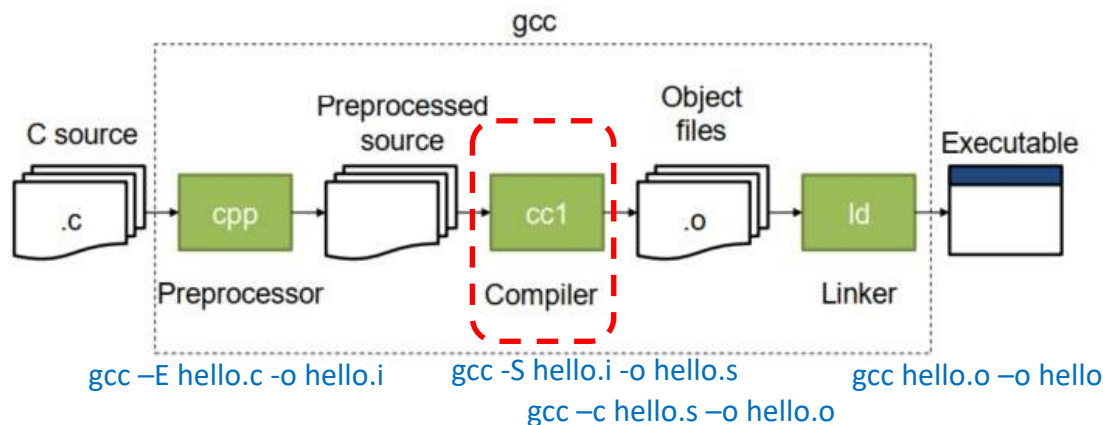 gcc
C source
.c
cpp
Preprocessor
Preprocessed
source
cc1
Compiler
Object
files
.o
ld
Linker
Executable
gcc –E hello.c -o hello.i
gcc -S hello.i -o hello.s
gcc –c hello.s –o hello.o
gcc hello.o –o hello